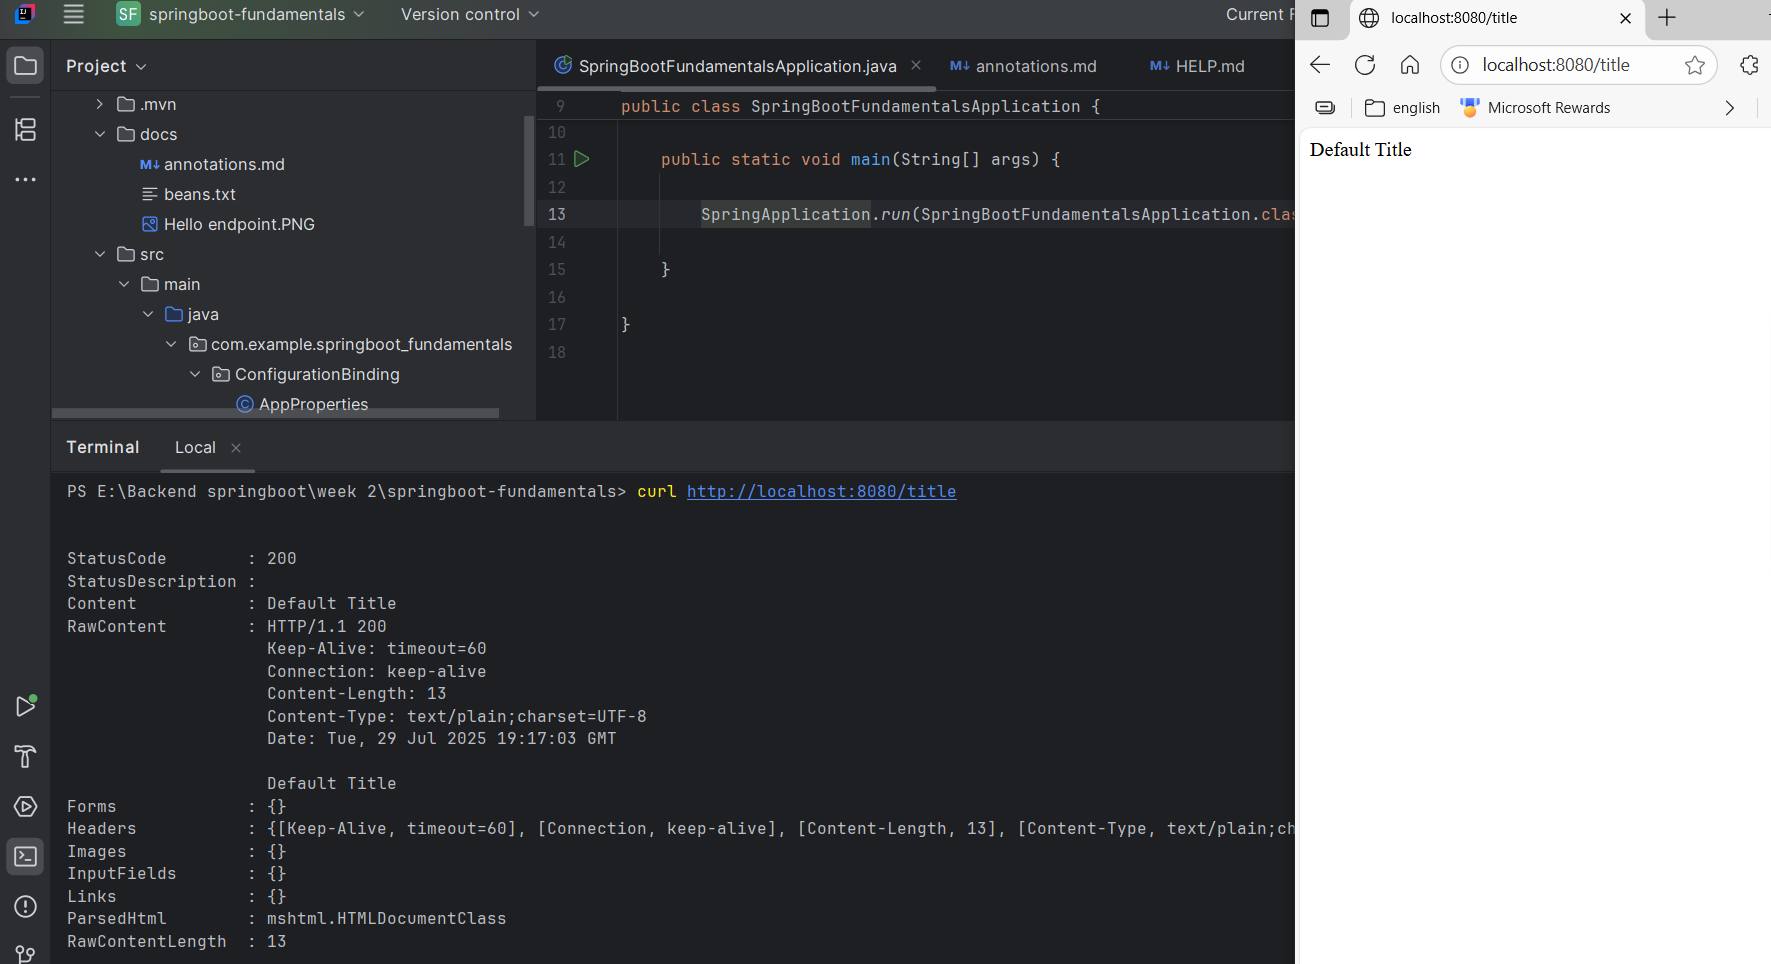 SF springboot-fundamentals Version control Current F
Project
.mvn
docs
annotations.md
beans.txt
Hello endpoint.PNG
src
main
java
com.example.springboot_fundamentals
ConfigurationBinding
AppProperties
SpringBootFundamentalsApplication.java annotations.md HELP.md
9 public class SpringBootFundamentalsApplication {
10
11 public static void main(String[] args) {
12
13 SpringApplication.run(SpringBootFundamentalsApplication.clas
14
15 }
16
17 }
18
Terminal Local
PS E:\Backend springboot\week 2\springboot-fundamentals> curl http://localhost:8080/title
StatusCode : 200
StatusDescription :
Content : Default Title
RawContent : HTTP/1.1 200
Keep-Alive: timeout=60
Connection: keep-alive
Content-Length: 13
Content-Type: text/plain;charset=UTF-8
Date: Tue, 29 Jul 2025 19:17:03 GMT
Default Title
Forms : {}
Headers : {[Keep-Alive, timeout=60], [Connection, keep-alive], [Content-Length, 13], [Content-Type, text/plain;ch
Images : {}
InputFields : {}
Links : {}
ParsedHtml : mshtml.HTMLDocumentClass
RawContentLength : 13
localhost:8080/title
localhost:8080/title
english Microsoft Rewards
Default Title